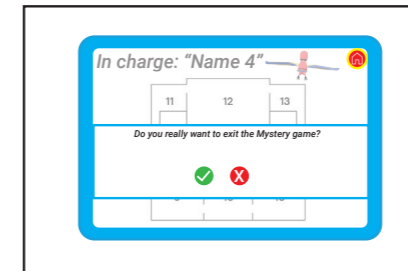 In charge: “Name 4”
11 12 13
Do you really want to exit the Mystery game?
X